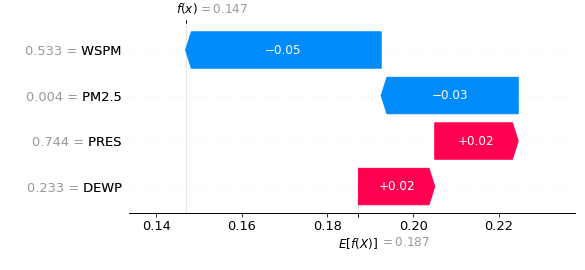 f(x) = 0.147
0.533 = WSPM
−0.05
0.004 = PM2.5
−0.03
0.744 = PRES
+0.02
0.233 = DEWP
+0.02
0.14 0.16 0.18 0.20 0.22
E[f(X)] = 0.187